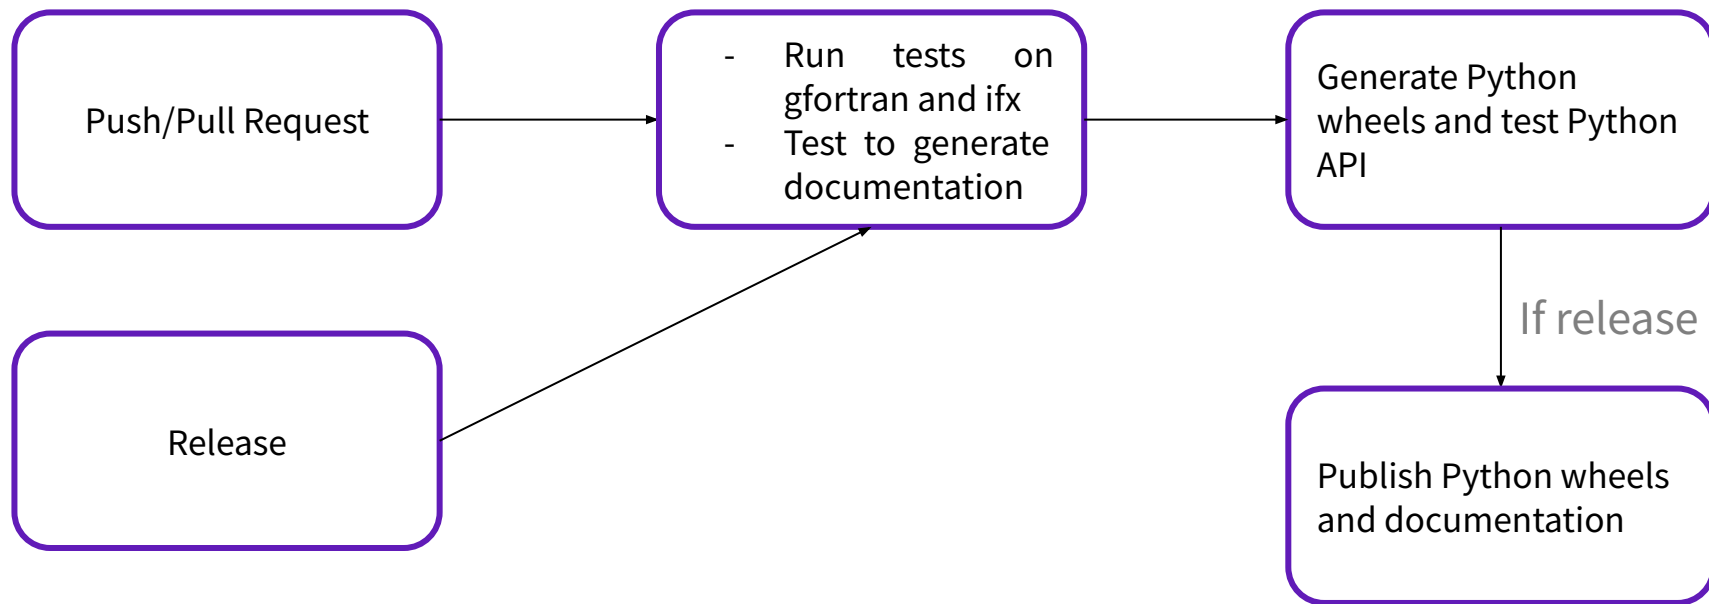 Push/Pull Request
- Run tests on
gfortran and ifx
- Test to generate
documentation
Generate Python
wheels and test Python
API
If release
Release
Publish Python wheels
and documentation